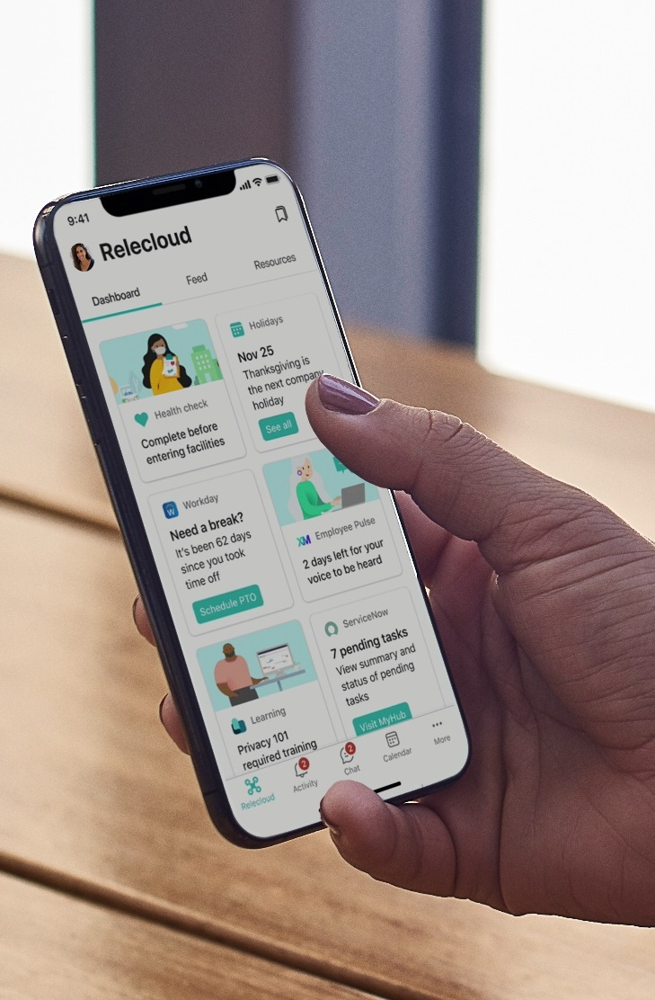 9:41
Relecloud
Dashboard
Feed
Resources
Health check
Complete before
entering facilities
Holidays
Nov 25
Thanksgiving is
the next company
holiday
See all
W
Workday
Need a break?
It's been 62 days
since you took
time off
Schedule PTO
XM
Employee Pulse
2 days left for your
voice to be heard
Learning
Privacy 101
required training
ServiceNow
7 pending tasks
View summary and
status of pending
tasks
Visit MyHub
Relecloud
2
Activity
2
Chat
Calendar
More